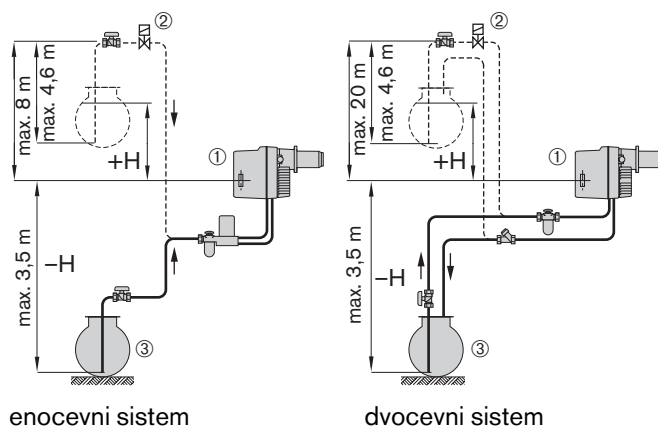 ②
max. 8 m
max. 4,6 m
+H
①
max. 3,5 m
–H
③
enocevni sistem
②
max. 20 m
max. 4,6 m
+H
①
max. 3,5 m
–H
③
dvocevni sistem